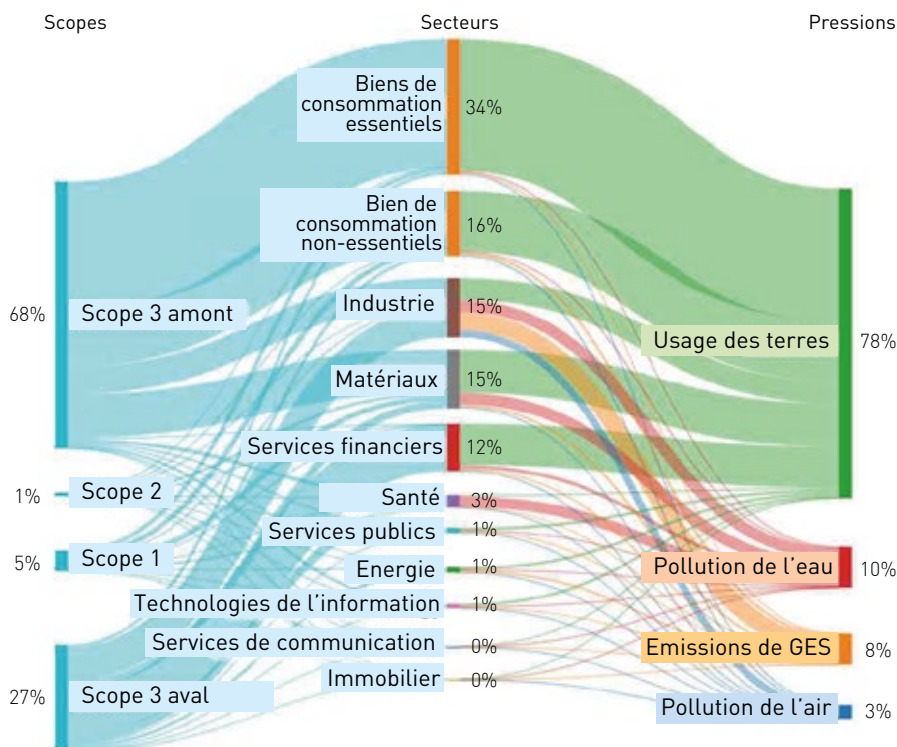 Scopes
Secteurs
Pressions
Biens de
consommation
essentiels
34%
Bien de
consommation
non-essentiels
16%
Industrie
15%
Matériaux
15%
Services financiers
12%
Santé
3%
Services publics
1%
Energie
1%
Technologies de l'information
1%
Services de communication
0%
Immobilier
0%
68%
Scope 3 amont
1%
Scope 2
5%
Scope 1
27%
Scope 3 aval
Usage des terres
78%
Pollution de l'eau
10%
Emissions de GES
8%
Pollution de l'air
3%